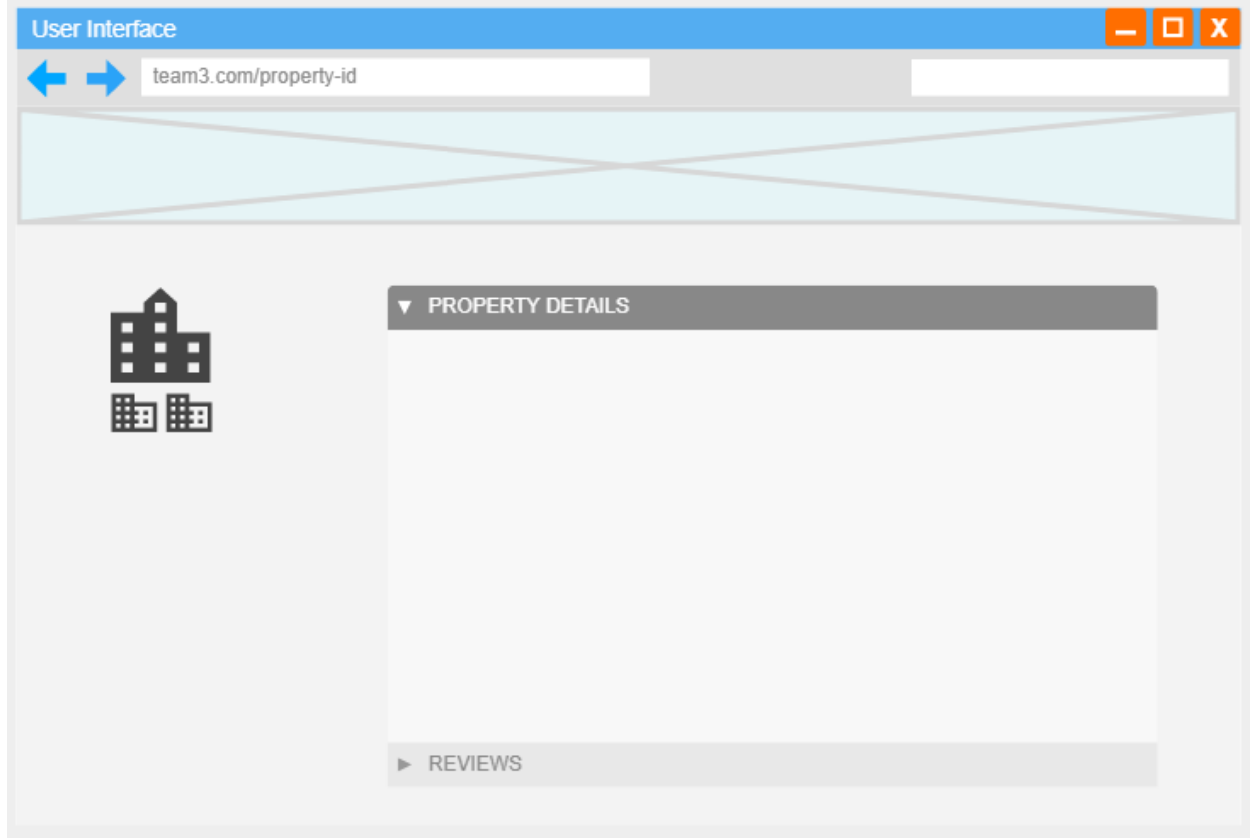 User Interface
X
team3.com/property-id
▼ PROPERTY DETAILS
► REVIEWS